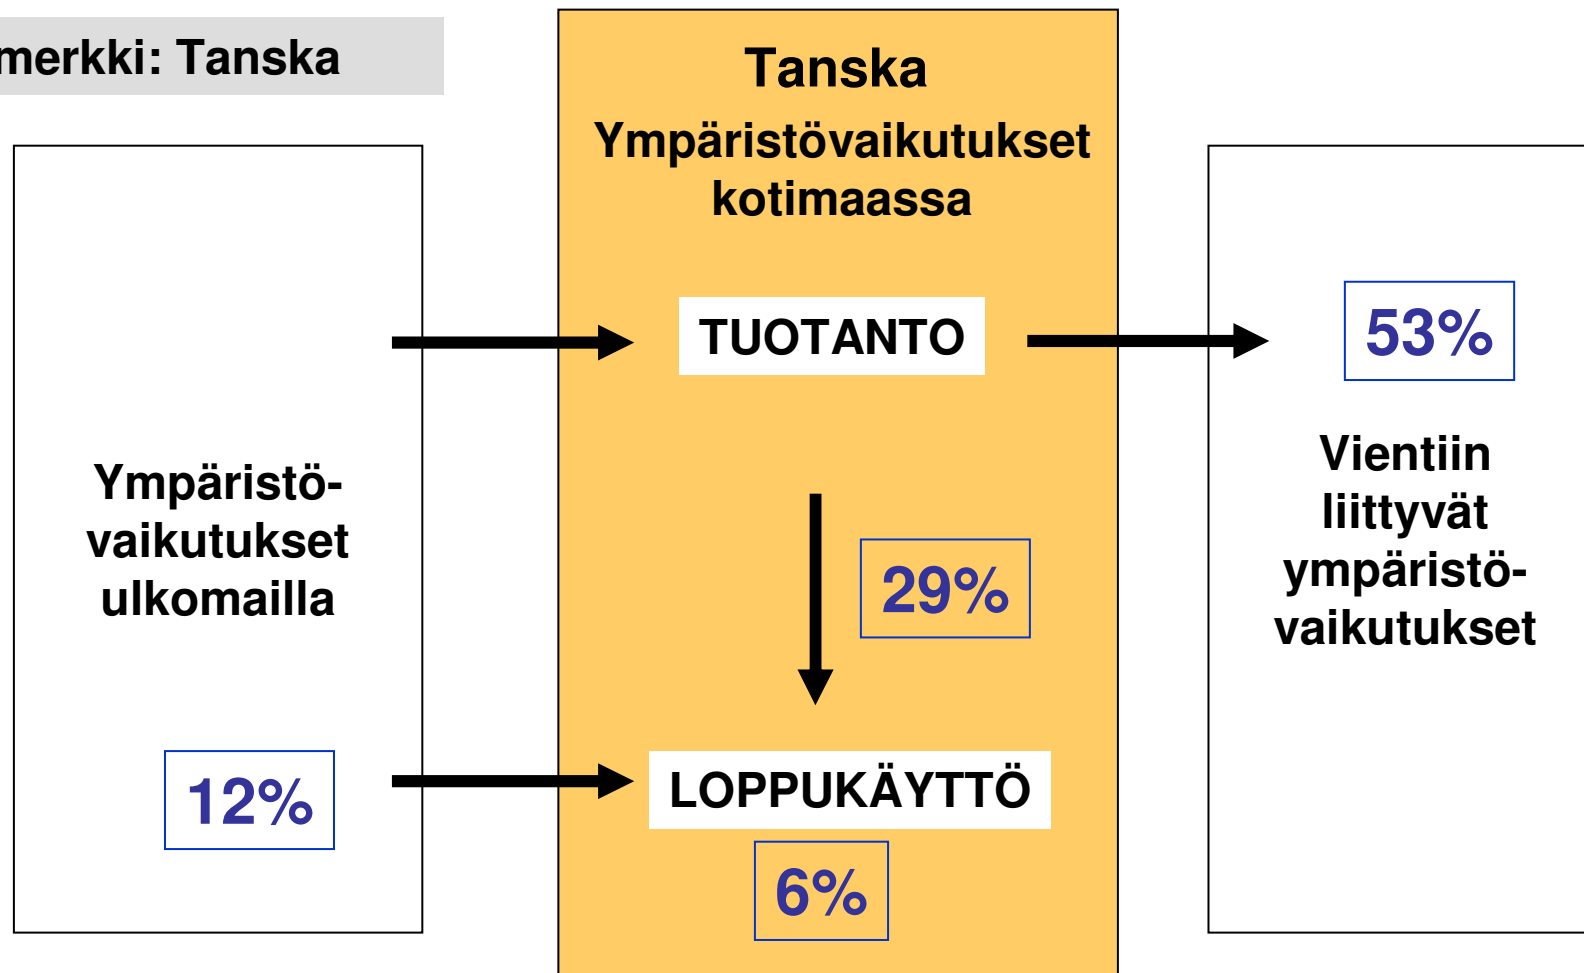 merkki: Tanska
Tanska
Ympäristövaikutukset
kotimaassa
TUOTANTO
53%
Ympäristö-
vaikutukset
ulkomailla
Vientiin
liittyvät
ympäristö-
vaikutukset
29%
12%
LOPPUKÄYTTÖ
6%